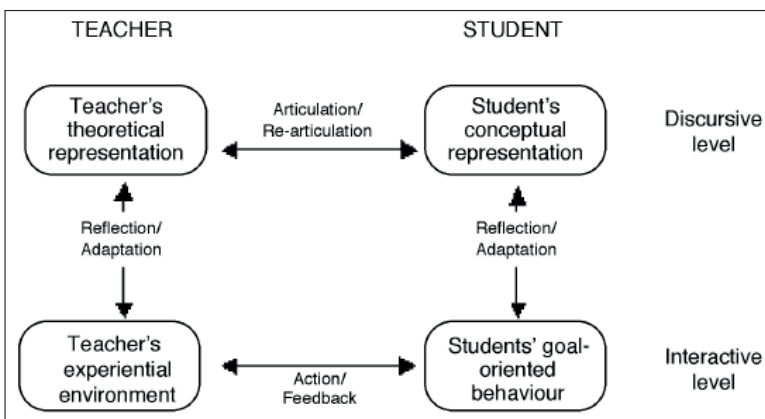 TEACHER
STUDENT
Teacher's
theoretical
representation
Articulation/
Re-articulation
Student's
conceptual
representation
Discursive
level
Reflection/
Adaptation
Reflection/
Adaptation
Teacher's
experiential
environment
Action/
Feedback
Students' goal-
oriented
behaviour
Interactive
level